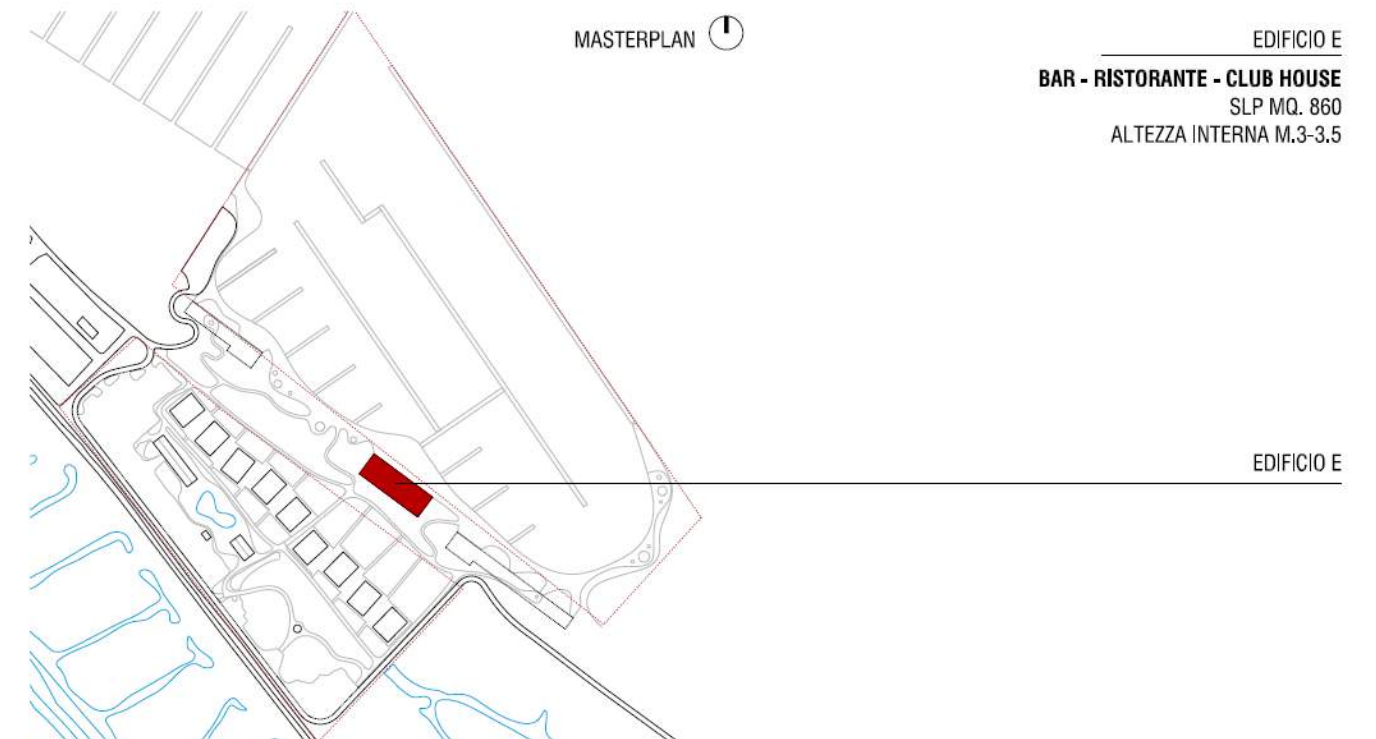 MASTERPLAN
EDIFICIO E
BAR - RISTORANTE - CLUB HOUSE
SLP MQ. 860
ALTEZZA INTERNA M.3-3.5
EDIFICIO E